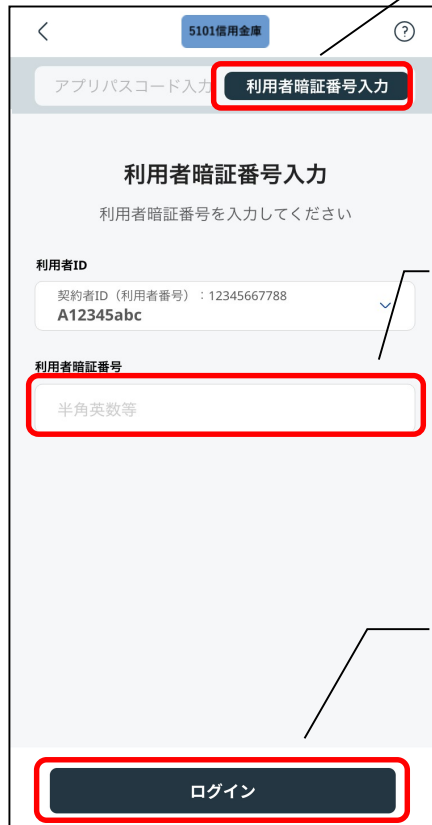 5101信用金庫
?
アプリパスコード入力 利用者暗証番号入力
利用者暗証番号入力
利用者暗証番号を入力してください
利用者ID
契約者ID（利用者番号）：12345667788
A12345abc
利用者暗証番号
半角英数等
ログイン